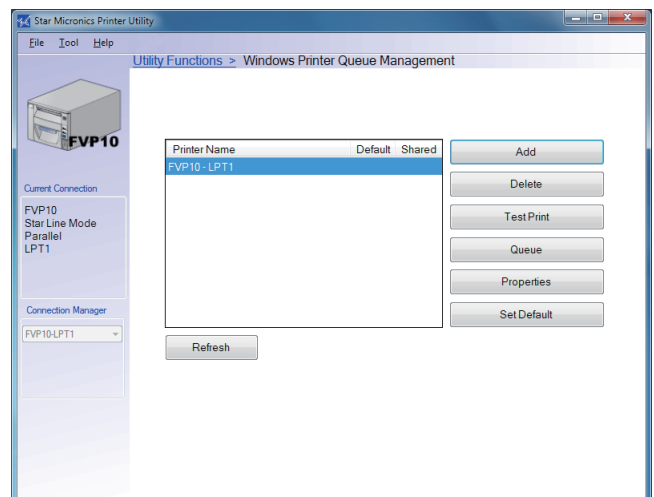 Star Micronics Printer Utility
File Tool Help
Utility Functions > Windows Printer Queue Management
FVP10
Current Connection
FVP10
Star Line Mode
Parallel
LPT1
Connection Manager
FVP10-LPT1
Printer Name Default Shared
FVP10 - LPT1
Add
Delete
Test Print
Queue
Properties
Set Default
Refresh